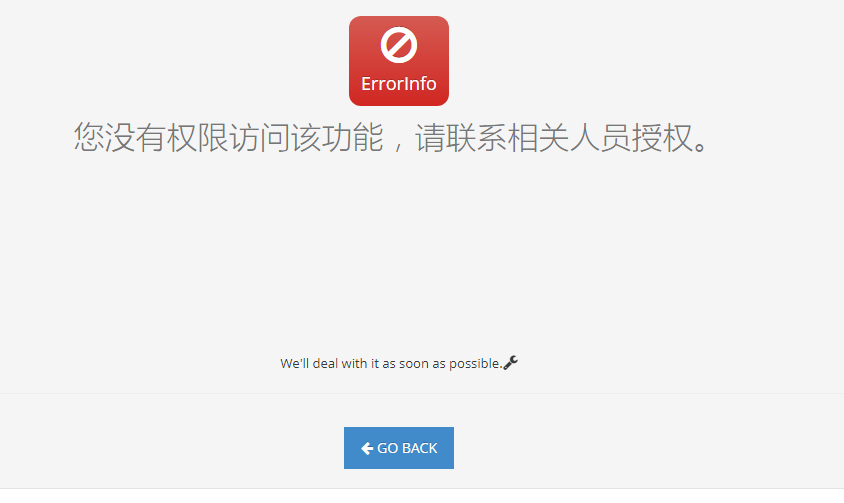 ErrorInfo
您没有权限访问该功能，请联系相关人员授权。
We'll deal with it as soon as possible.
GO BACK